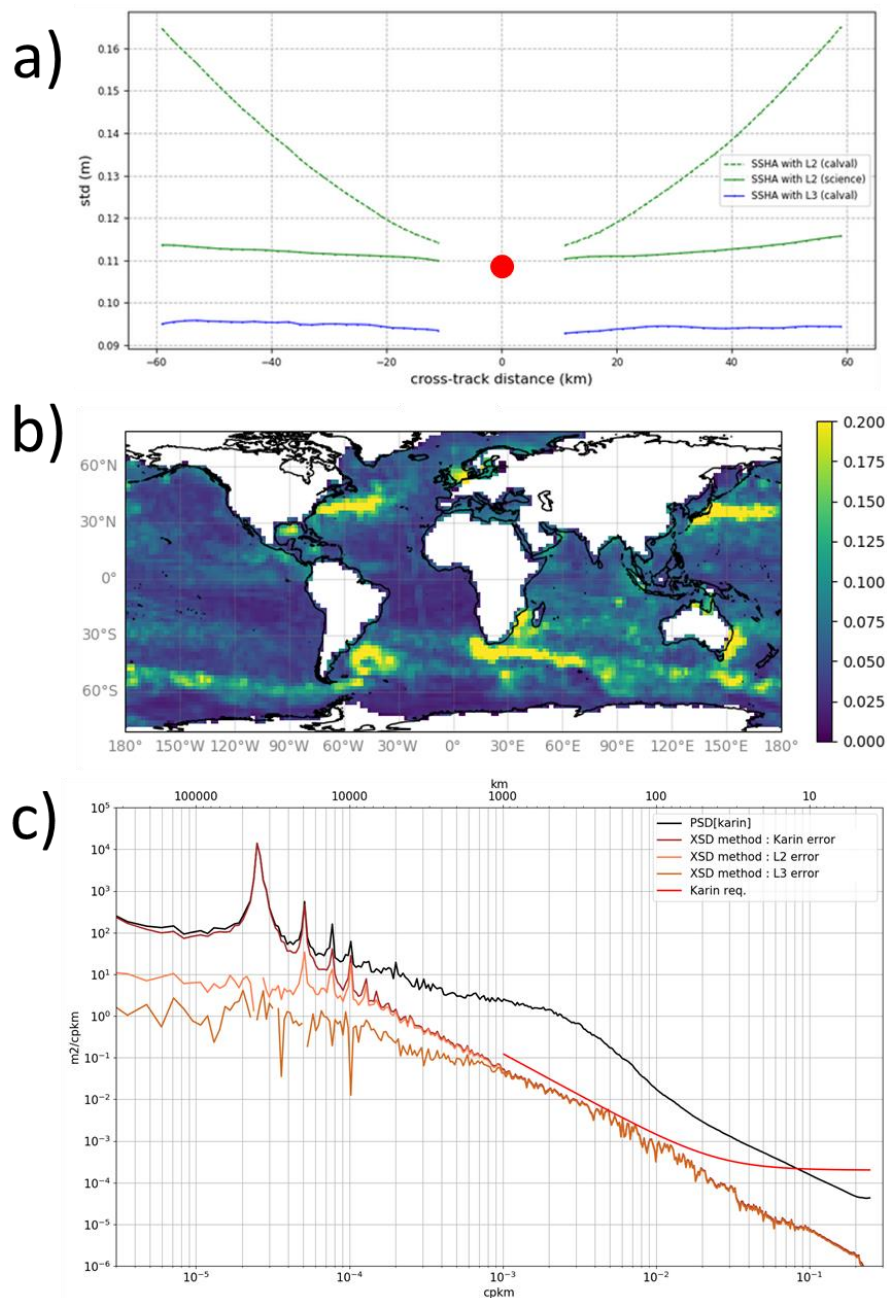 a)
0.16
0.15
0.14
0.13
0.12
0.11
0.10
0.09
std (m)
SSHA with L2 (calval)
SSHA with L2 (science)
SSHA with L3 (calval)
−60 −40 −20 0 20 40 60
cross-track distance (km)
b)
60°N
30°N
0°
30°S
60°S
180° 150°W 120°W 90°W 60°W 30°W 0° 30°E 60°E 90°E 120°E 150°E 180°
0.200
0.175
0.150
0.125
0.100
0.075
0.050
0.025
0.000
c)
km
100000 10000 1000 100 10
10^5
10^4
10^3
10^2
10^1
10^0
10^-1
10^-2
10^-3
10^-4
10^-5
10^-6
m2/cpkm
PSD[karin]
XSD method : Karin error
XSD method : L2 error
XSD method : L3 error
Karin req.
10^-5 10^-4 10^-3 10^-2 10^-1
cpkm